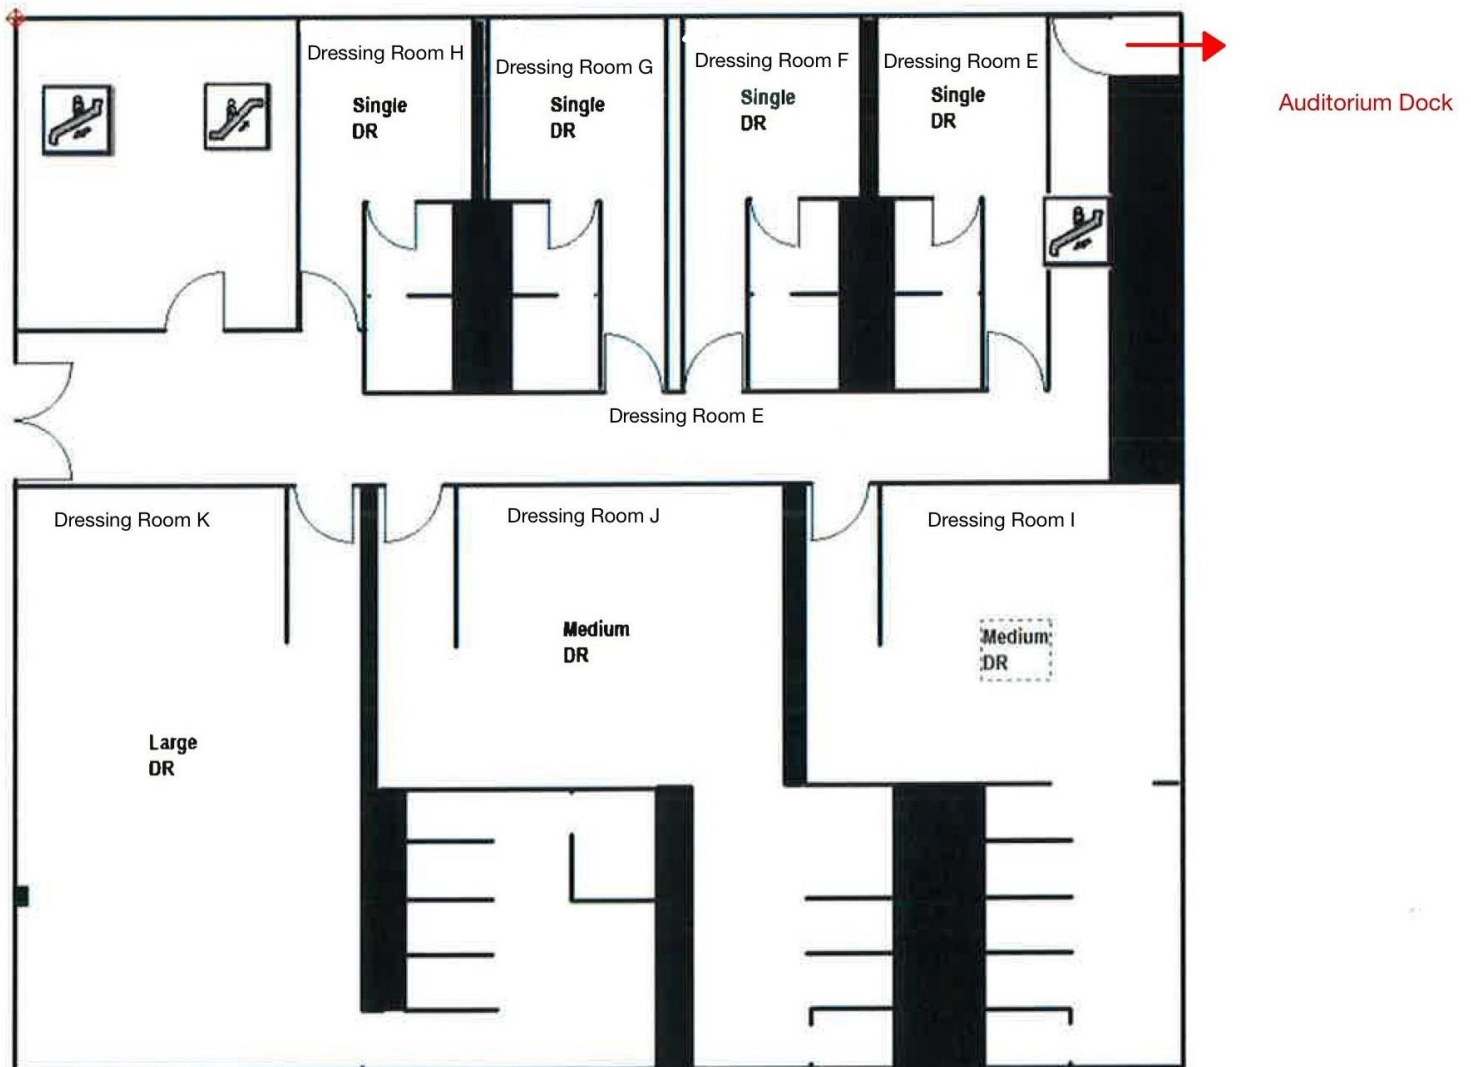 Dressing Room H
Dressing Room G
Dressing Room F
Dressing Room E
Single
DR
Single
DR
Single
DR
Single
DR
Auditorium Dock
Dressing Room E
Dressing Room K
Dressing Room J
Dressing Room I
Medium
DR
Medium
DR
Large
DR